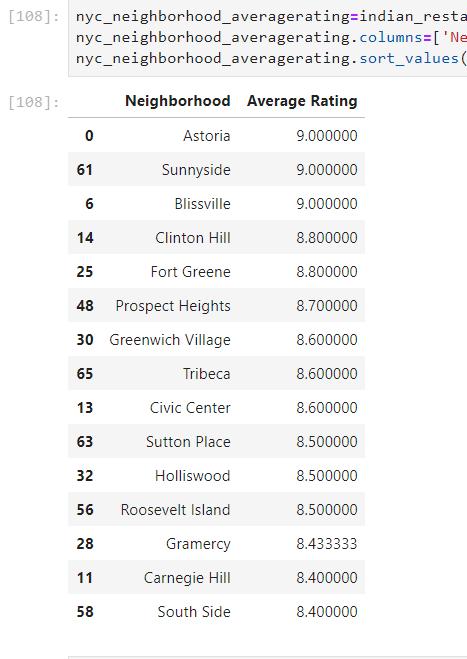 [108]: nyc_neighborhood_averagerating=indian_resta
nyc_neighborhood_averagerating.columns=['Ne
nyc_neighborhood_averagerating.sort_values(
[108]:
Neighborhood Average Rating
0 Astoria 9.000000
61 Sunnyside 9.000000
6 Blissville 9.000000
14 Clinton Hill 8.800000
25 Fort Greene 8.800000
48 Prospect Heights 8.700000
30 Greenwich Village 8.600000
65 Tribeca 8.600000
13 Civic Center 8.600000
63 Sutton Place 8.500000
32 Holliswood 8.500000
56 Roosevelt Island 8.500000
28 Gramercy 8.433333
11 Carnegie Hill 8.400000
58 South Side 8.400000